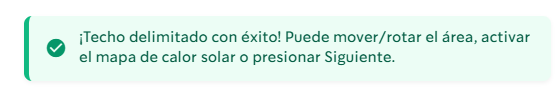 ¡Techo delimitado con éxito! Puede mover/rotar el área, activar
el mapa de calor solar o presionar Siguiente.